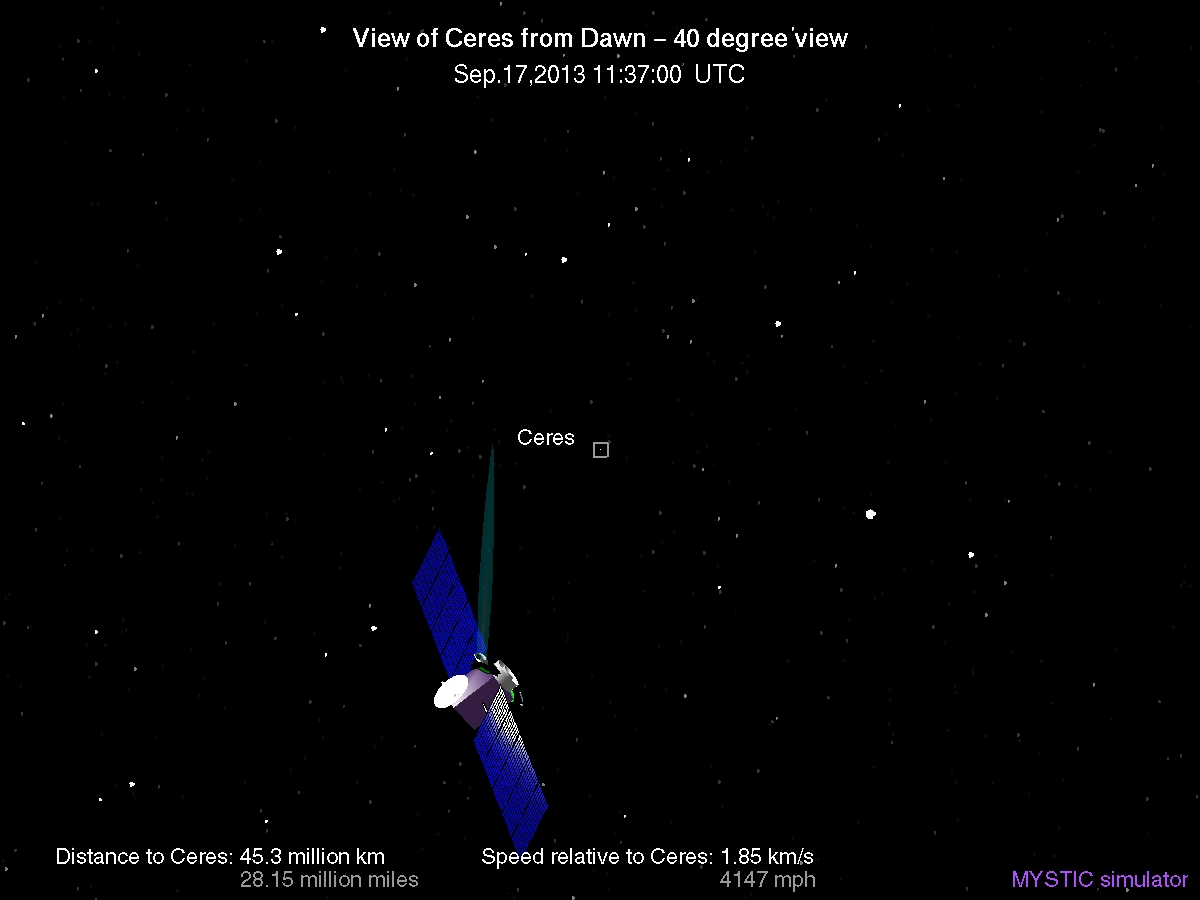 View of Ceres from Dawn – 40 degree view
Sep.17,2013 11:37:00 UTC
Ceres
Distance to Ceres: 45.3 million km
28.15 million miles
Speed relative to Ceres: 1.85 km/s
4147 mph
MYSTIC simulator